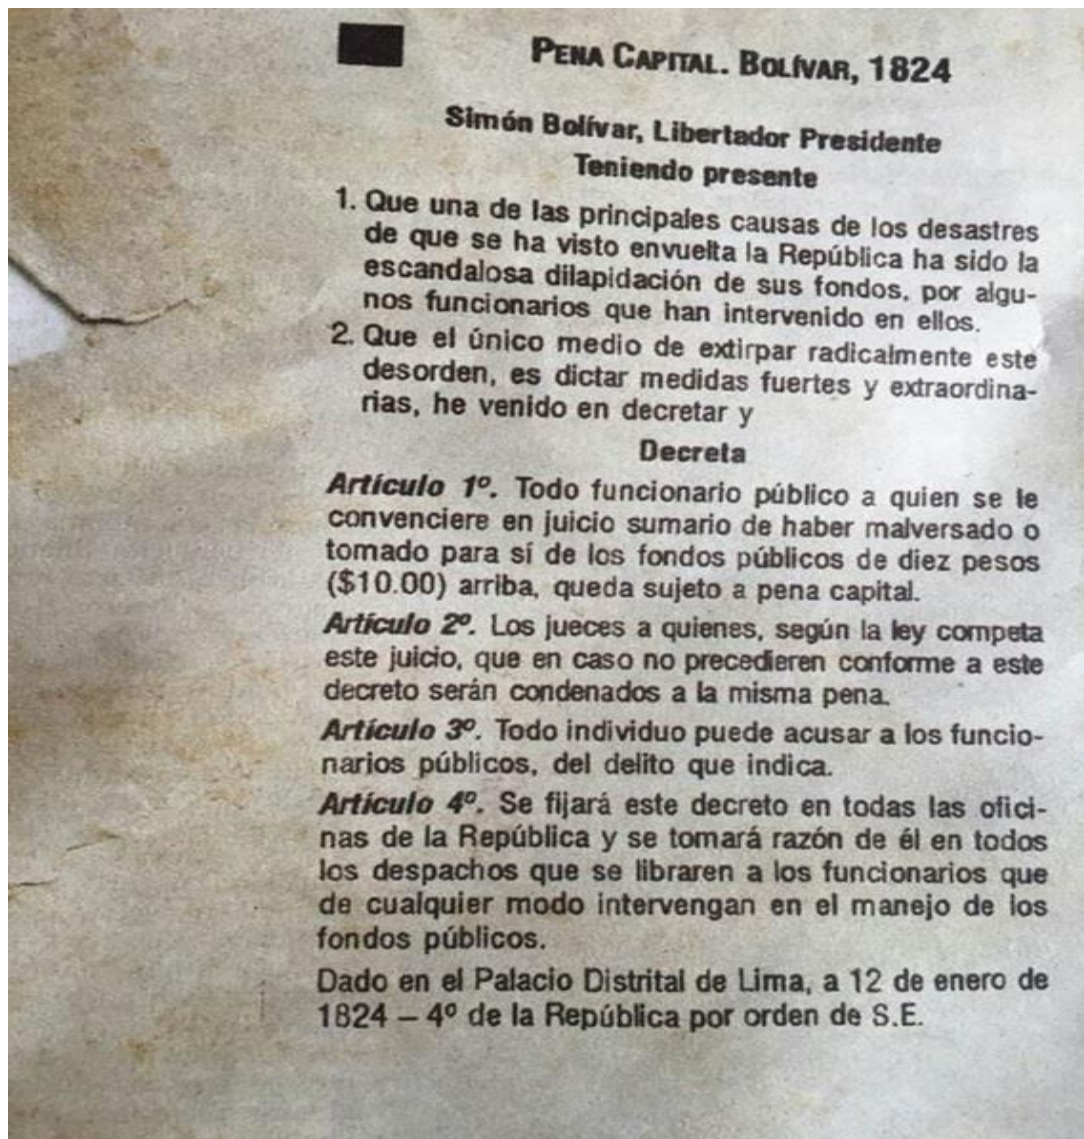 PENA CAPITAL. BOLÍVAR, 1824
Simón Bolívar, Libertador Presidente
Teniendo presente
1. Que una de las principales causas de los desastres
de que se ha visto envuelta la República ha sido la
escandalosa dilapidación de sus fondos, por algu-
nos funcionarios que han intervenido en ellos.
2. Que el único medio de extirpar radicalmente este
desorden, es dictar medidas fuertes y extraordina-
rias, he venido en decretar y
Decreta
Artículo 1º. Todo funcionario público a quien se le
convenciere en juicio sumario de haber malversado o
tomado para sí de los fondos públicos de diez pesos
($10.00) arriba, queda sujeto a pena capital.
Artículo 2º. Los jueces a quienes, según la ley competa
este juicio, que en caso no precedieren conforme a este
decreto serán condenados a la misma pena.
Artículo 3º. Todo individuo puede acusar a los funcio-
narios públicos, del delito que indica.
Artículo 4º. Se fijará este decreto en todas las ofici-
nas de la República y se tomará razón de él en todos
los despachos que se libraren a los funcionarios que
de cualquier modo intervengan en el manejo de los
fondos públicos.
Dado en el Palacio Distrital de Lima, a 12 de enero de
1824 – 4º de la República por orden de S.E.